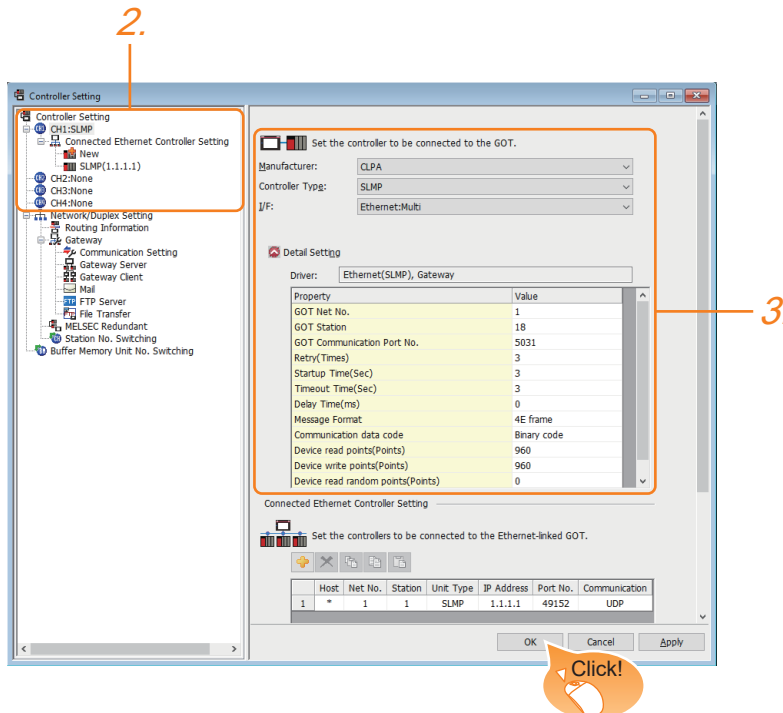 2.
Controller Setting
Controller Setting
CH1:SLMP
Connected Ethernet Controller Setting
New
SLMP(1.1.1.1)
CH2:None
CH3:None
CH4:None
Network/Duplex Setting
Routing Information
Gateway
Communication Setting
Gateway Server
Gateway Client
Mail
FTP Server
File Transfer
MELSEC Redundant
Station No. Switching
Buffer Memory Unit No. Switching
Set the controller to be connected to the GOT.
Manufacturer: CLPA
Controller Type: SLMP
I/F: Ethernet:Multi
Detail Setting
Driver: Ethernet(SLMP), Gateway
Property Value
GOT Net No. 1
GOT Station 18
GOT Communication Port No. 5031
Retry(Times) 3
Startup Time(Sec) 3
Timeout Time(Sec) 3
Delay Time(ms) 0
Message Format 4E frame
Communication data code Binary code
Device read points(Points) 960
Device write points(Points) 960
Device read random points(Points) 0
3
Connected Ethernet Controller Setting
Set the controllers to be connected to the Ethernet-linked GOT.
Host Net No. Station Unit Type IP Address Port No. Communication
1 * 1 1 SLMP 1.1.1.1 49152 UDP
OK Cancel Apply
Click!